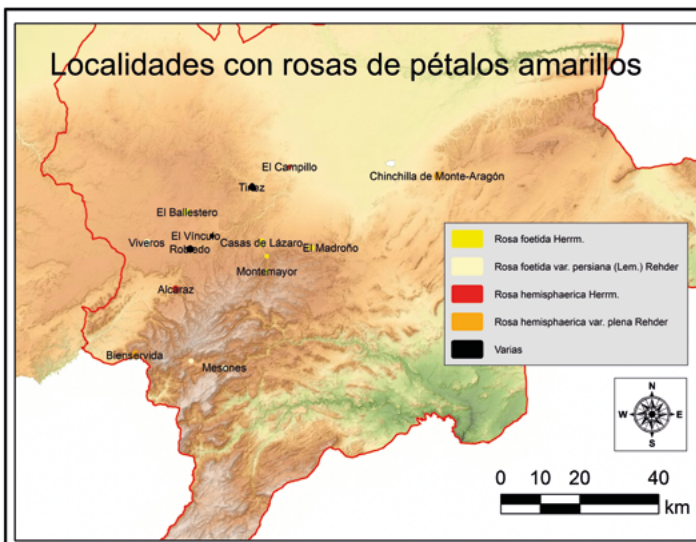 Localidades con rosas de pétalos amarillos
El Campillo
Chinchilla de Monte-Aragón
Tiriez
El Ballestero
El Vínculo
Viveros
Robledo
Casas de Lázaro
El Madroño
Montemayor
Alcaraz
Bienservida
Mesones
Rosa foetida Herrm.
Rosa foetida var. persiana (Lem.) Rehder
Rosa hemisphaerica Herrm.
Rosa hemisphaerica var. plena Rehder
Varias
N
W
E
S
0 10 20 40
km